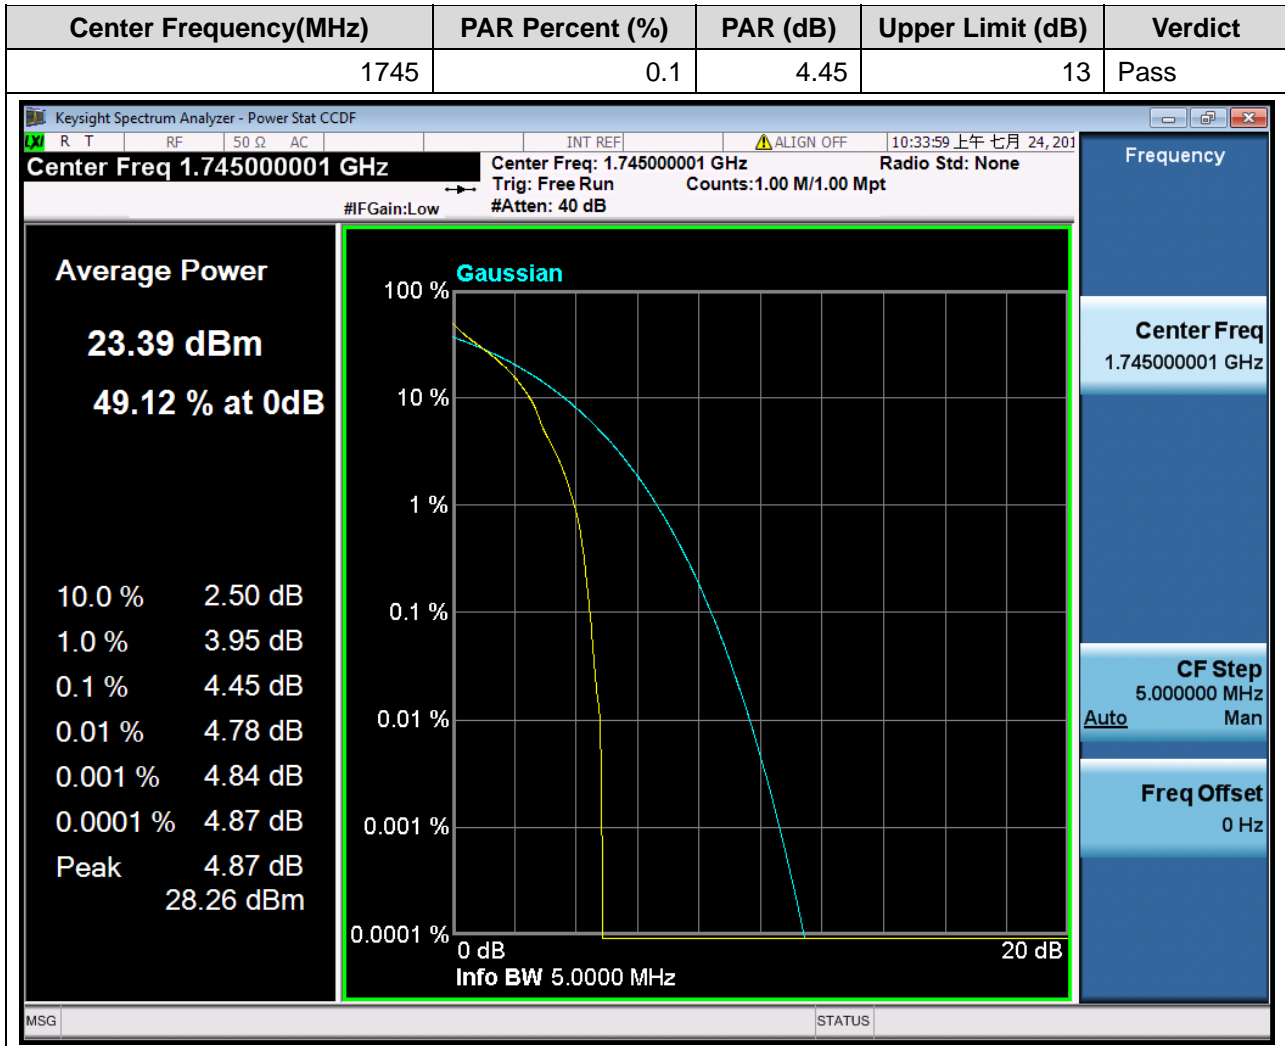 Center Frequency(MHz) PAR Percent (%) PAR (dB) Upper Limit (dB) Verdict
1745 0.1 4.45 13 Pass
Keysight Spectrum Analyzer - Power Stat CCDF
LXI R T RF 50 Ω AC INT REF ALIGN OFF 10:33:59 上午 七月 24, 201
Center Freq 1.745000001 GHz
Center Freq: 1.745000001 GHz Radio Std: None
Trig: Free Run Counts:1.00 M/1.00 Mpt
#IFGain:Low #Atten: 40 dB
Average Power
23.39 dBm
49.12 % at 0dB
10.0 % 2.50 dB
1.0 % 3.95 dB
0.1 % 4.45 dB
0.01 % 4.78 dB
0.001 % 4.84 dB
0.0001 % 4.87 dB
Peak 4.87 dB
28.26 dBm
Gaussian
100 %
10 %
1 %
0.1 %
0.01 %
0.001 %
0.0001 %
0 dB 20 dB
Info BW 5.0000 MHz
Frequency
Center Freq
1.745000001 GHz
CF Step
5.000000 MHz
Auto Man
Freq Offset
0 Hz
MSG STATUS